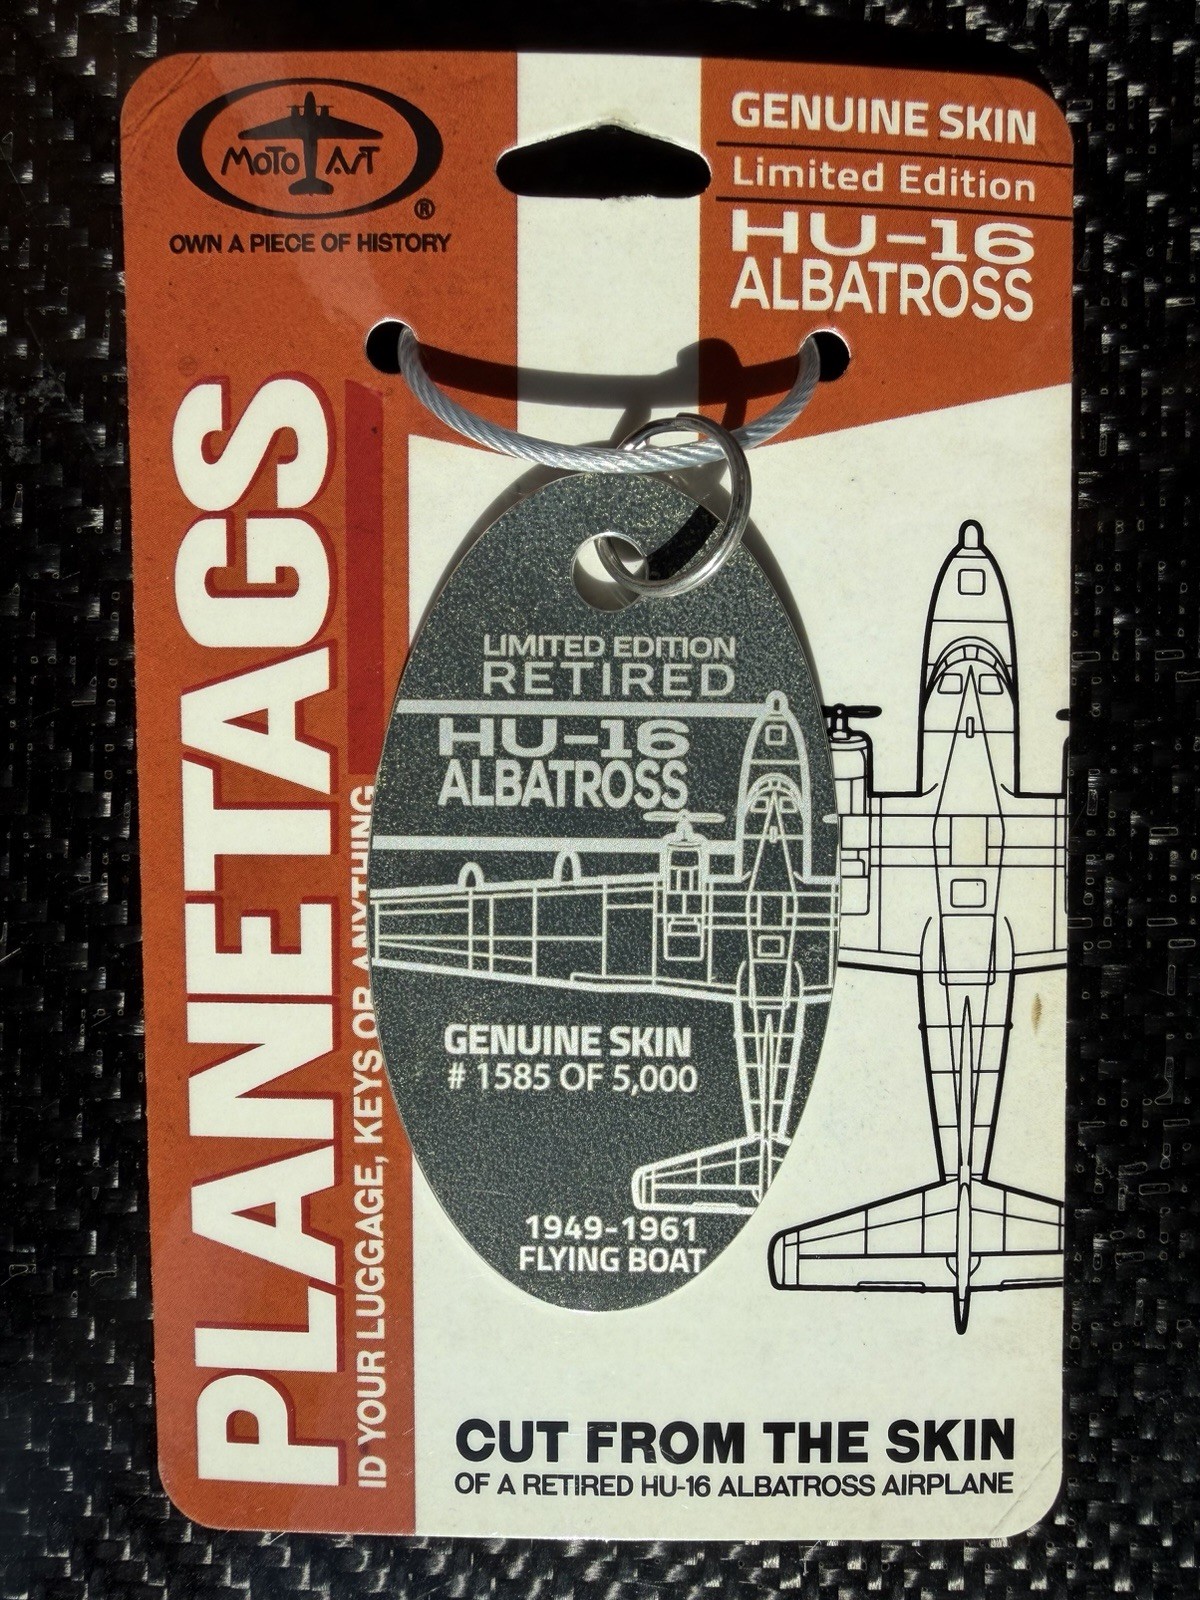 MOTOART
®
OWN A PIECE OF HISTORY
GENUINE SKIN
Limited Edition
HU-16
ALBATROSS
PLANETAGS
ID YOUR LUGGAGE, KEYS OR ANYTHING
LIMITED EDITION
RETIRED
HU-16
ALBATROSS
GENUINE SKIN
# 1585 OF 5,000
1949-1961
FLYING BOAT
CUT FROM THE SKIN
OF A RETIRED HU-16 ALBATROSS AIRPLANE